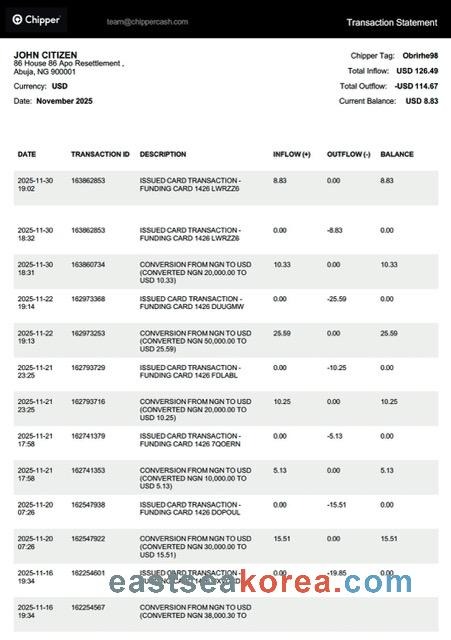 Chipper
team@chippercash.com
Transaction Statement
JOHN CITIZEN
86 House 86 Apo Resettlement ,
Abuja, NG 900001
Currency: USD
Date: November 2025
Chipper Tag: Obrirhe98
Total Inflow: USD 126.49
Total Outflow: -USD 114.67
Current Balance: USD 8.83
DATE TRANSACTION ID DESCRIPTION INFLOW (+) OUTFLOW (-) BALANCE
2025-11-30 163862853 ISSUED CARD TRANSACTION - 8.83 0.00 8.83
19:02 FUNDING CARD 1426 LWRZZ6
2025-11-30 163862853 ISSUED CARD TRANSACTION - 0.00 -8.83 0.00
18:32 FUNDING CARD 1426 LWRZZ6
2025-11-30 163860734 CONVERSION FROM NGN TO USD 10.33 0.00 10.33
18:31 (CONVERTED NGN 20,000.00 TO
USD 10.33)
2025-11-22 162973368 ISSUED CARD TRANSACTION - 0.00 -25.59 0.00
19:14 FUNDING CARD 1426 DUUGMW
2025-11-22 162973253 CONVERSION FROM NGN TO USD 25.59 0.00 25.59
19:13 (CONVERTED NGN 50,000.00 TO
USD 25.59)
2025-11-21 162793729 ISSUED CARD TRANSACTION - 0.00 -10.25 0.00
23:25 FUNDING CARD 1426 FDLABL
2025-11-21 162793716 CONVERSION FROM NGN TO USD 10.25 0.00 10.25
23:25 (CONVERTED NGN 20,000.00 TO
USD 10.25)
2025-11-21 162741379 ISSUED CARD TRANSACTION - 0.00 -5.13 0.00
17:58 FUNDING CARD 1426 7QOERN
2025-11-21 162741353 CONVERSION FROM NGN TO USD 5.13 0.00 5.13
17:58 (CONVERTED NGN 10,000.00 TO
USD 5.13)
2025-11-20 162547938 ISSUED CARD TRANSACTION - 0.00 -15.51 0.00
07:26 FUNDING CARD 1426 DOPOUL
2025-11-20 162547922 CONVERSION FROM NGN TO USD 15.51 0.00 15.51
07:26 (CONVERTED NGN 30,000.00 TO
USD 15.51)
2025-11-16 162254601 ISSUED CARD TRANSACTION - 0.00 -19.85 0.00
19:34
eastseakorea.com
2025-11-16 162254567 CONVERSION FROM NGN TO USD
19:34 (CONVERTED NGN 38,000.30 TO